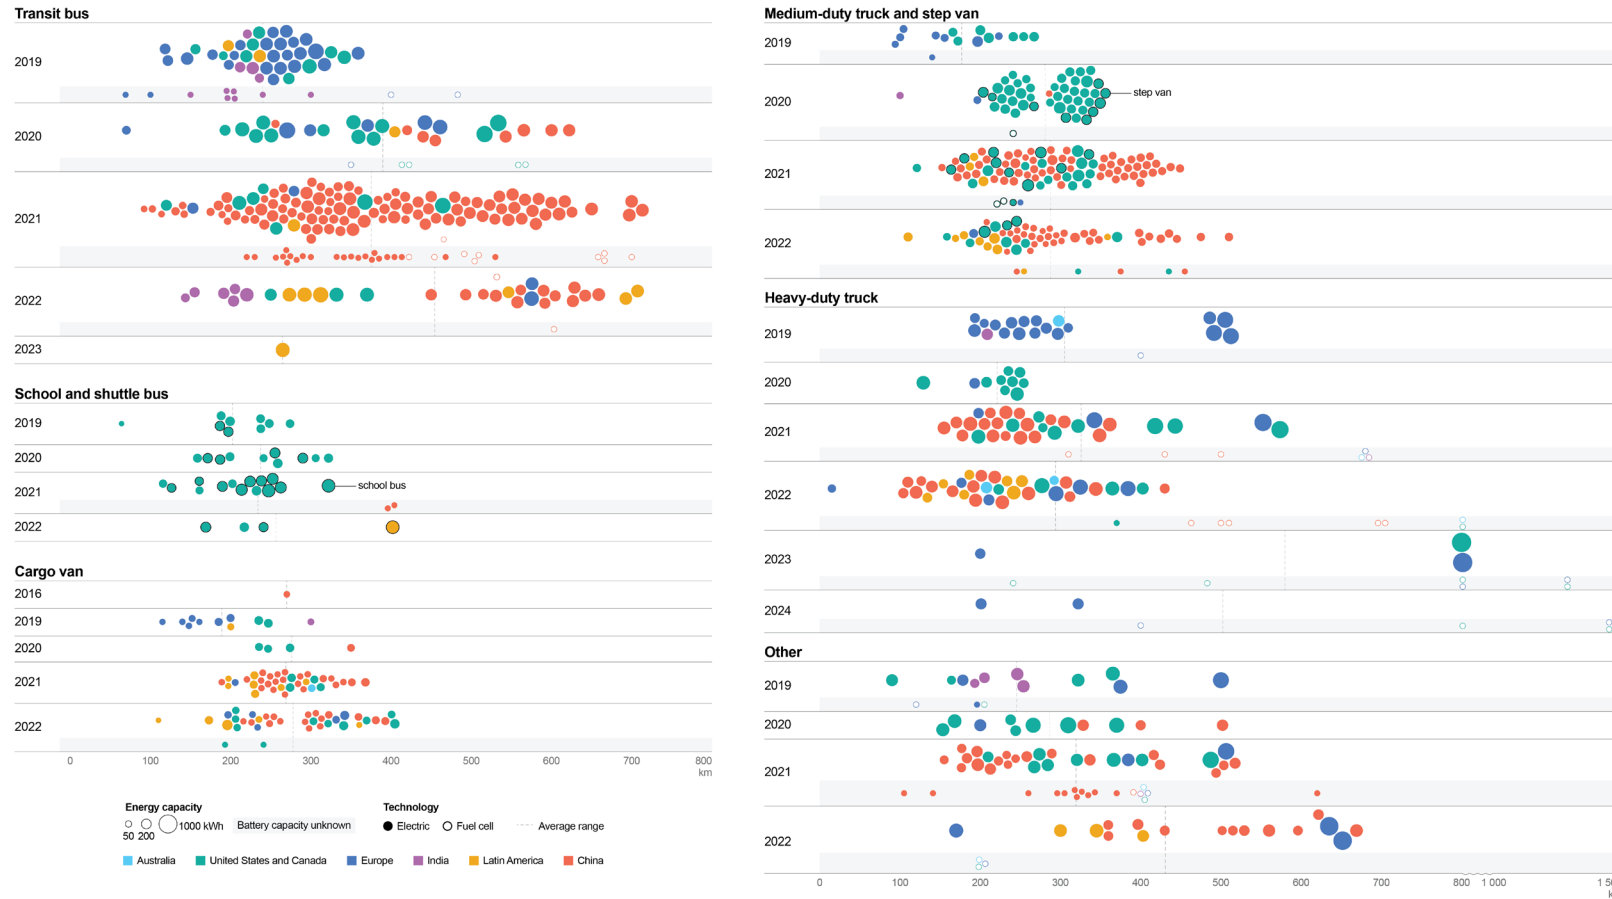 Transit bus
2019
2020
2021
2022
2023
School and shuttle bus
2019
2020
2021
school bus
2022
Cargo van
2016
2019
2020
2021
2022
0 100 200 300 400 500 600 700 800
km
Energy capacity
50 200 1000 kWh
Battery capacity unknown
Technology
Electric Fuel cell Average range
Australia United States and Canada Europe India Latin America China
Medium-duty truck and step van
2019
2020
step van
2021
2022
Heavy-duty truck
2019
2020
2021
2022
2023
2024
Other
2019
2020
2021
2022
0 100 200 300 400 500 600 700 800 1 000